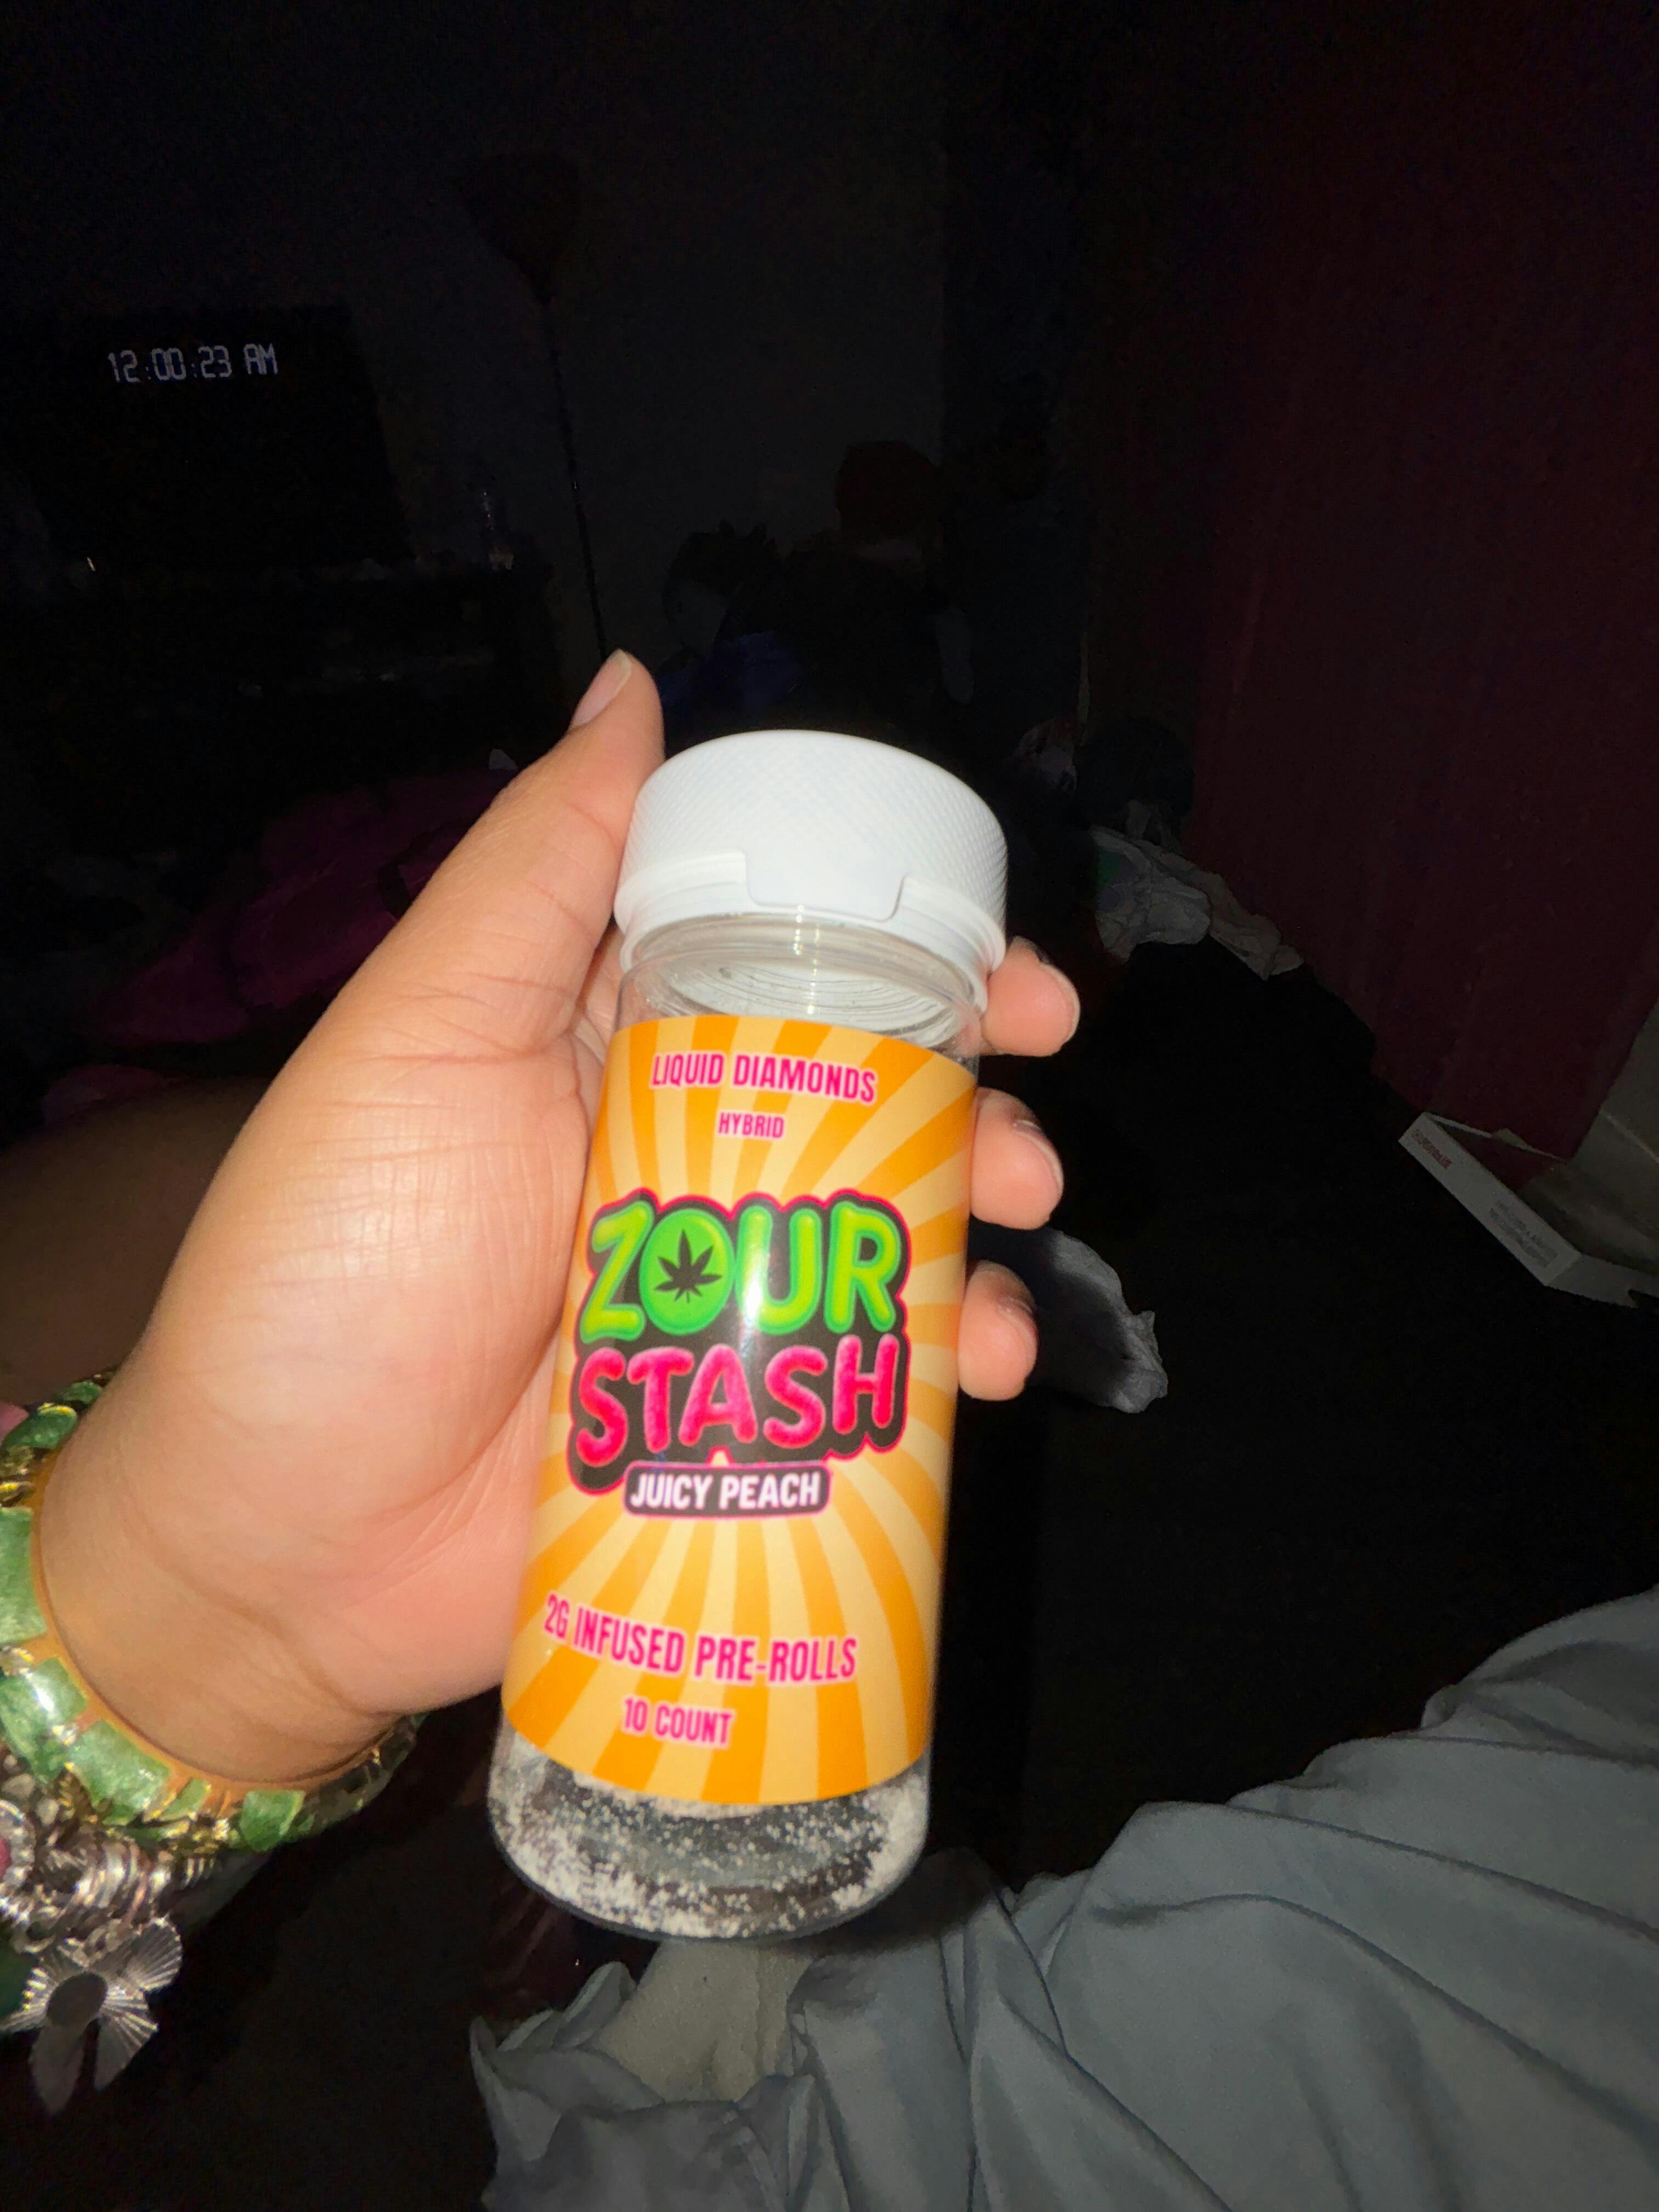 12:00:23 AM
LIQUID DIAMONDS
HYBRID
ZOUR
STASH
JUICY PEACH
2G INFUSED PRE-ROLLS
10 COUNT